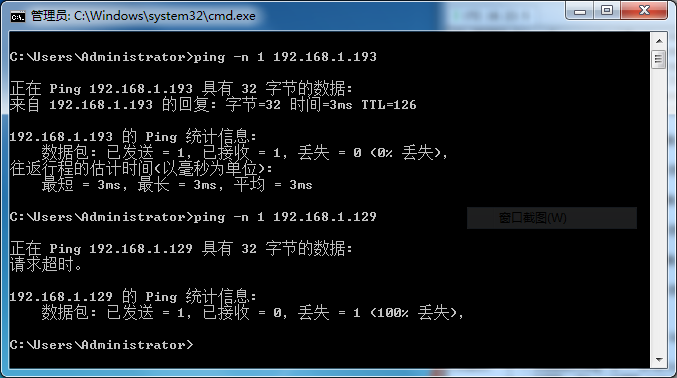 管理员: C:\Windows\system32\cmd.exe
C:\Users\Administrator>ping -n 1 192.168.1.193
正在 Ping 192.168.1.193 具有 32 字节的数据:
来自 192.168.1.193 的回复: 字节=32 时间=3ms TTL=126
192.168.1.193 的 Ping 统计信息:
数据包: 已发送 = 1，已接收 = 1，丢失 = 0 (0% 丢失)，
往返行程的估计时间(以毫秒为单位):
最短 = 3ms，最长 = 3ms，平均 = 3ms
C:\Users\Administrator>ping -n 1 192.168.1.129
窗口截图(W)
正在 Ping 192.168.1.129 具有 32 字节的数据:
请求超时。
192.168.1.129 的 Ping 统计信息:
数据包: 已发送 = 1，已接收 = 0，丢失 = 1 (100% 丢失)，
C:\Users\Administrator>